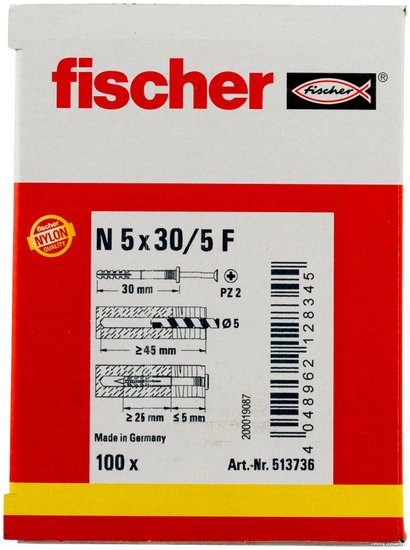 fischer
fischer ®
fischer
NYLON
QUALITY
N 5 x 30/5 F
30 mm
PZ 2
Ø 5
≥ 45 mm
≥ 25 mm ≤ 5 mm
Made in Germany
100 x
Art.-Nr. 513736
200019087
4 048962 128345